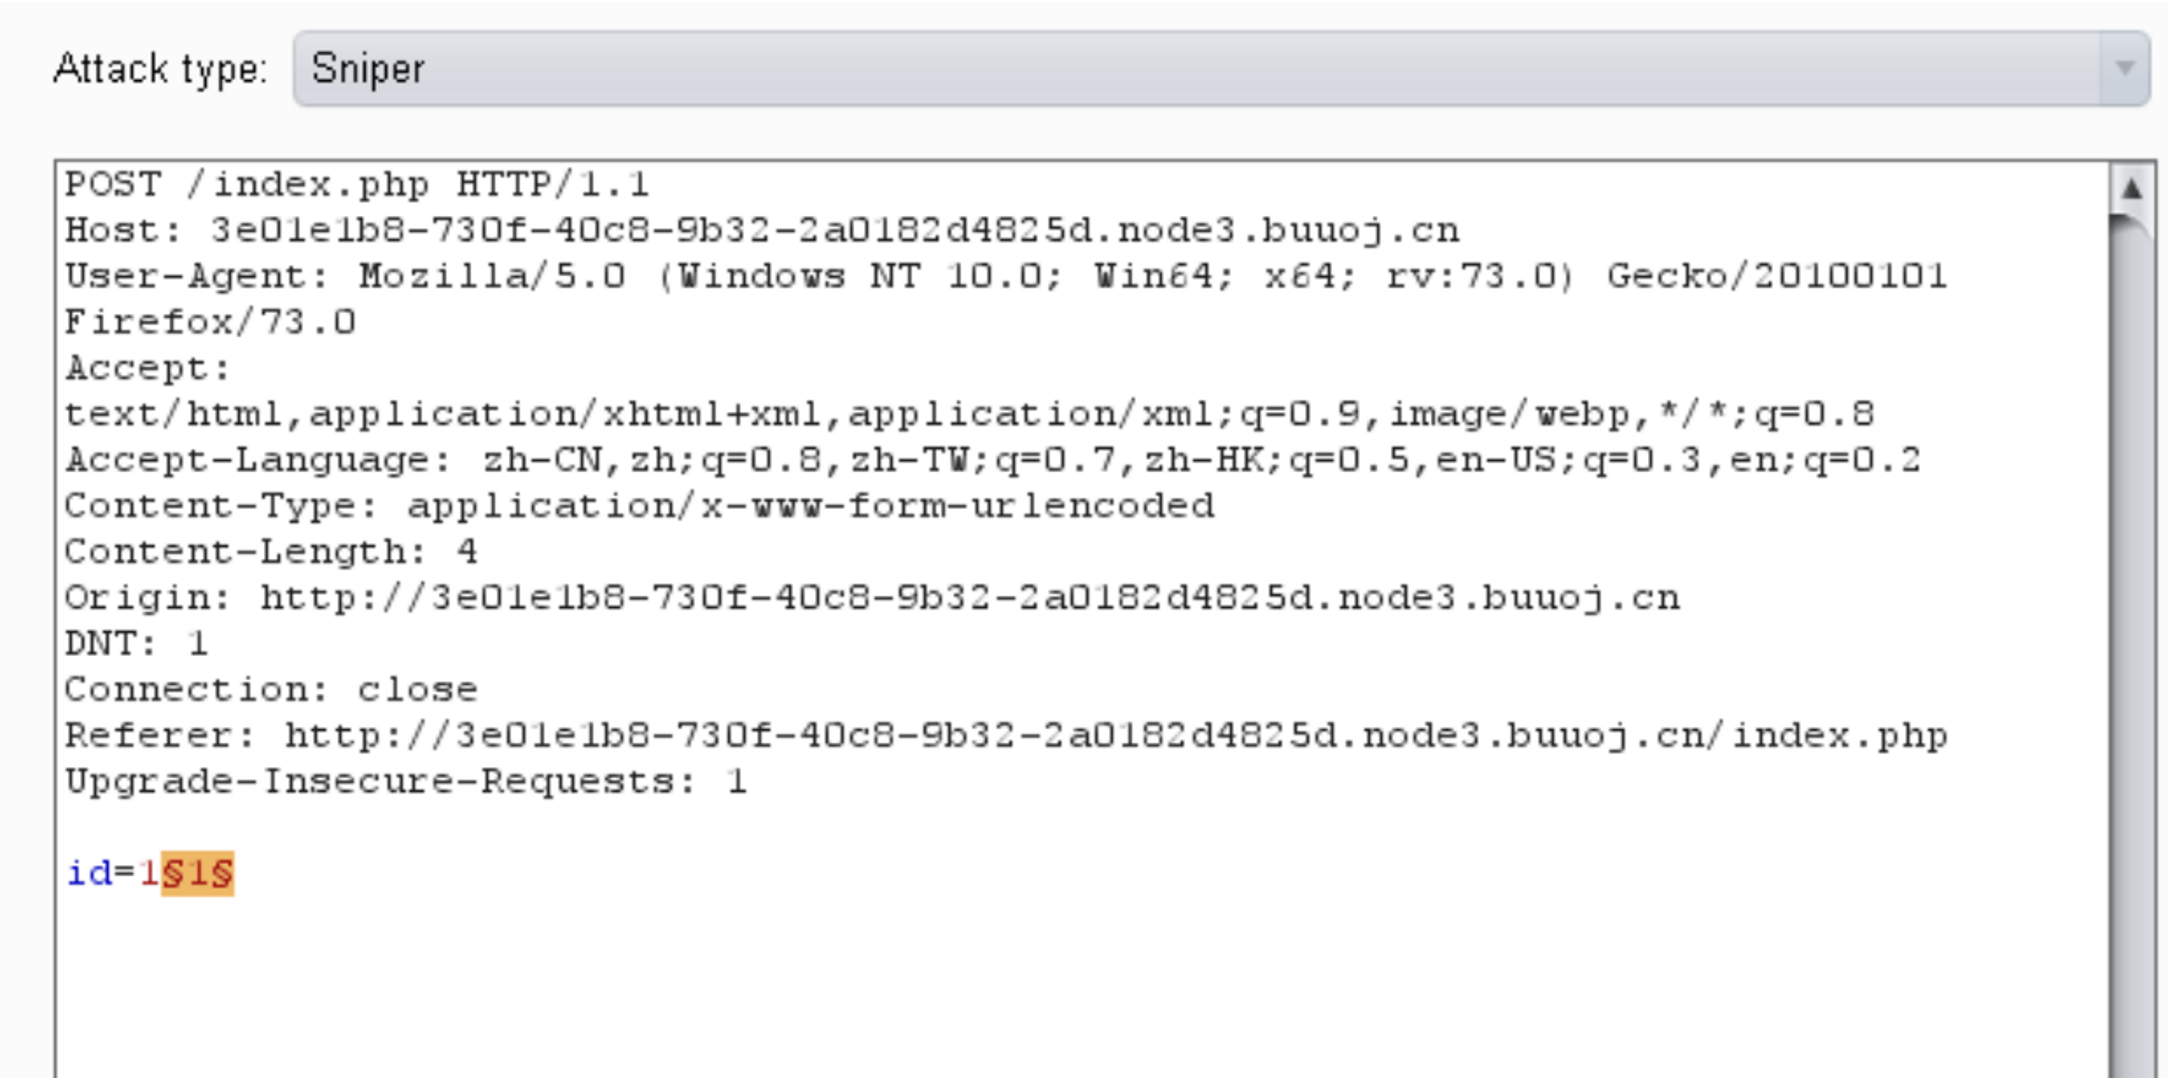 Attack type: Sniper
POST /index.php HTTP/1.1
Host: 3e01e1b8-730f-40c8-9b32-2a0182d4825d.node3.buuoj.cn
User-Agent: Mozilla/5.0 (Windows NT 10.0; Win64; x64; rv:73.0) Gecko/20100101
Firefox/73.0
Accept:
text/html,application/xhtml+xml,application/xml;q=0.9,image/webp,*/*;q=0.8
Accept-Language: zh-CN,zh;q=0.8,zh-TW;q=0.7,zh-HK;q=0.5,en-US;q=0.3,en;q=0.2
Content-Type: application/x-www-form-urlencoded
Content-Length: 4
Origin: http://3e01e1b8-730f-40c8-9b32-2a0182d4825d.node3.buuoj.cn
DNT: 1
Connection: close
Referer: http://3e01e1b8-730f-40c8-9b32-2a0182d4825d.node3.buuoj.cn/index.php
Upgrade-Insecure-Requests: 1
id=1§1§